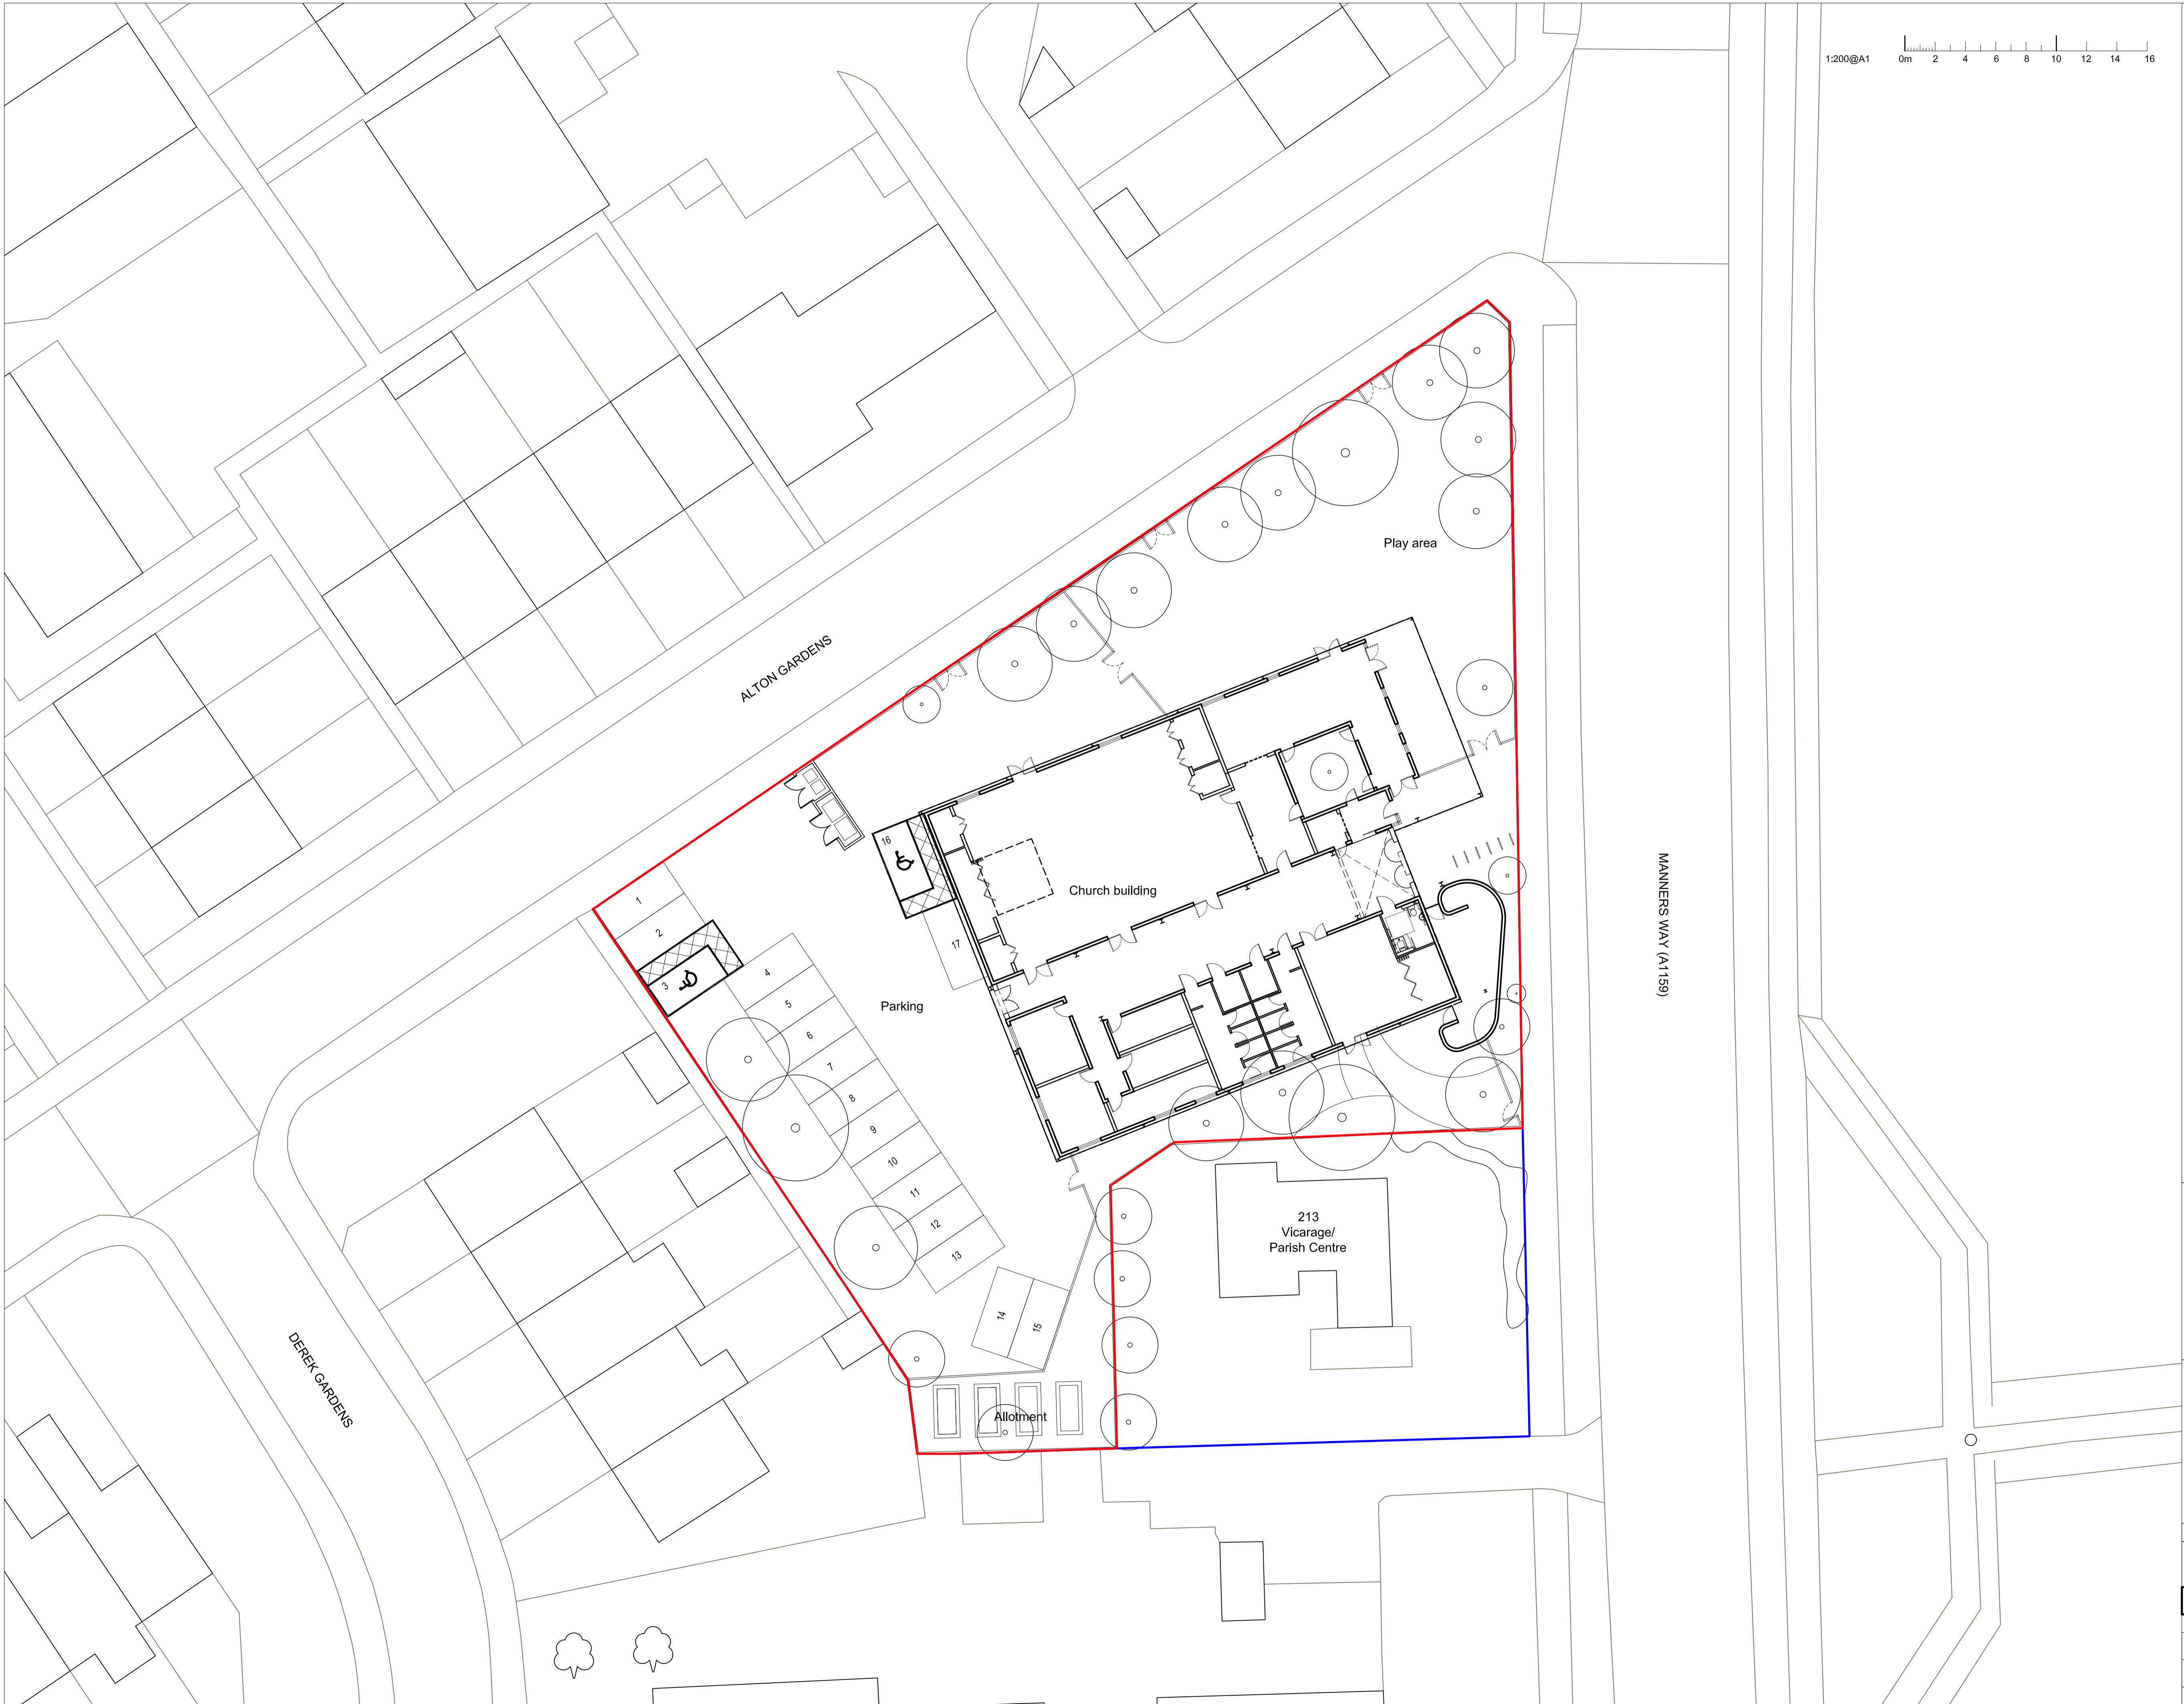 1:200@A1
0m 2 4 6 8 10 12 14 16
Play area
ALTON GARDENS
16
Church building
MANNERS WAY (A1159)
1
2
3
17
4
5
6
7
8
9
10
11
12
13
Parking
213
Vicarage/
Parish Centre
14
15
DEREK GARDENS
Allotment